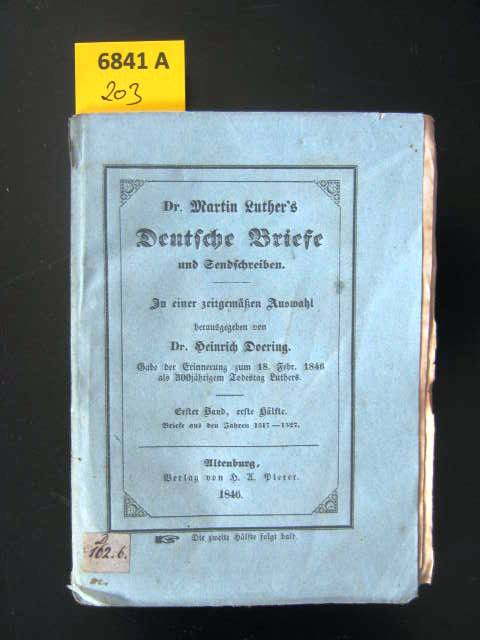 6841 A
203
Dr. Martin Luther's
Deutsche Briefe
und Sendschreiben.
In einer zeitgemäßen Auswahl
herausgegeben von
Dr. Heinrich Doering.
Gabe der Erinnerung zum 18. Febr. 1846
als 300jährigem Todestag Luthers.
Erster Band, erste Hälfte.
Briefe aus den Jahren 1517—1527.
Altenburg,
Verlag von H. A. Pierer.
1846.
Die zweite Hälfte folgt bald.
102.6.